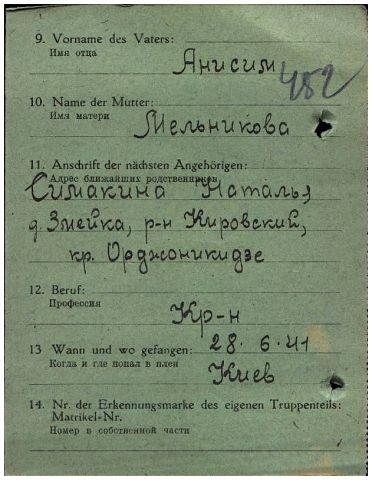 9. Vorname des Vaters:
Имя отца
Анисим
482
10. Name der Mutter:
Имя матери
Мельникова
11. Anschrift der nächsten Angehörigen:
Адрес ближайших родственников
Симакина Наталья
д. Змейка, р-н Кировский,
кр. Орджоникидзе
12. Beruf:
Профессия
Кр-н
13 Wann und wo gefangen: 28. 6. 41
Когда и где попал в плен
Киев
14. Nr. der Erkennungsmarke des eigenen Truppenteils:
Matrikel-Nr.
Номер в собственной части